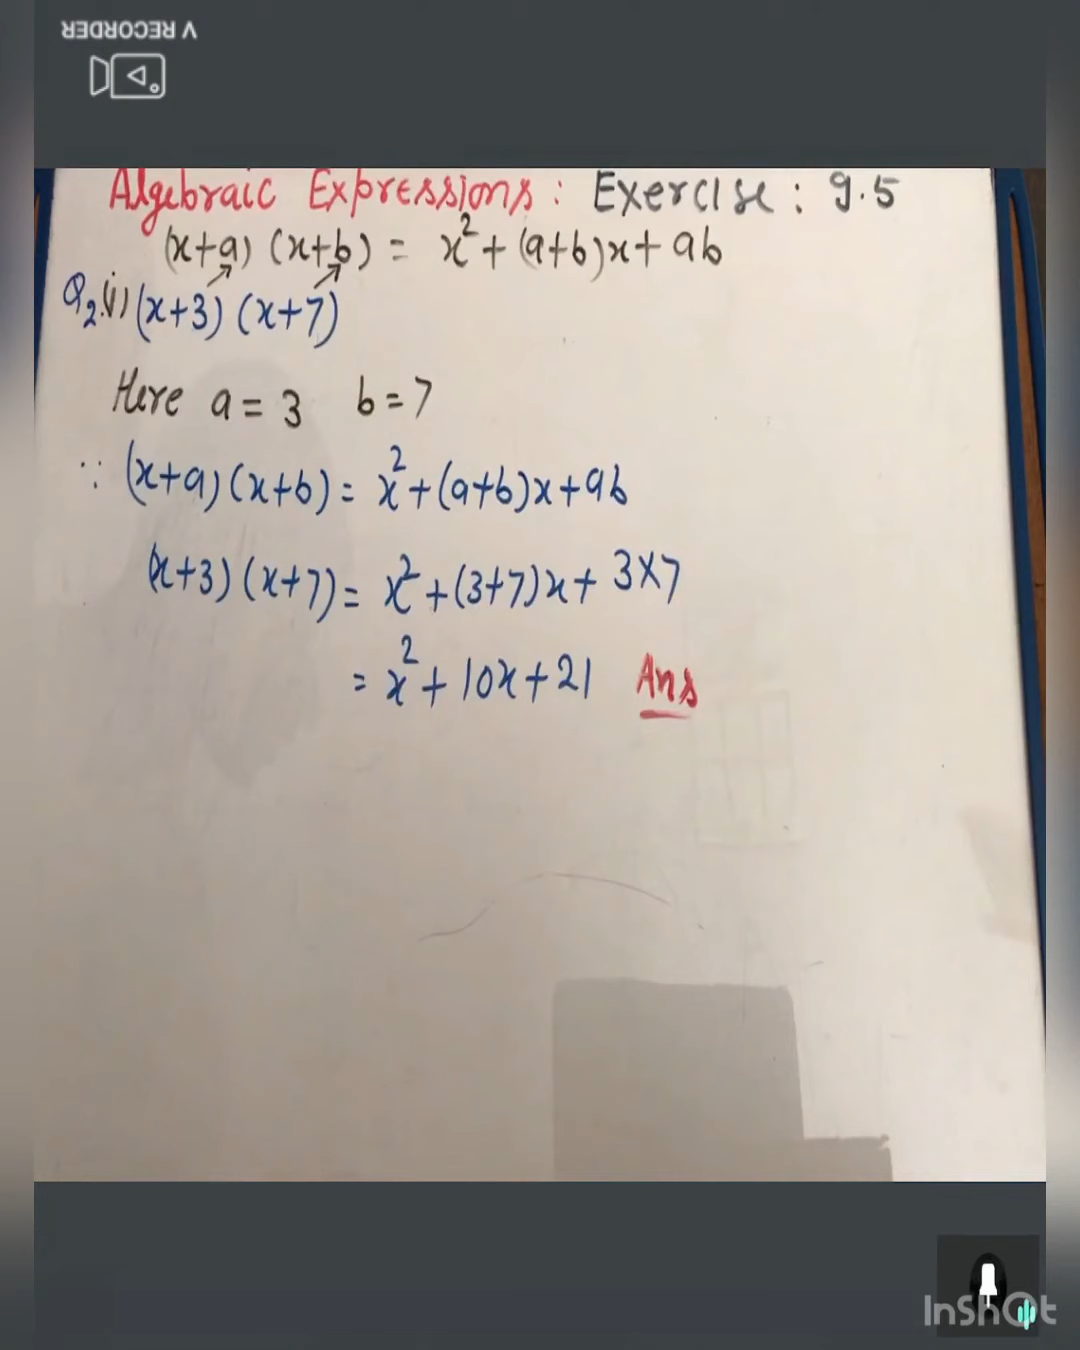 V RECORDER
Algebraic Expressions: Exercise: 9.5
(x+a) (x+b) = x²+(a+b)x+ab
Q2.(i) (x+3) (x+7)
Here a=3 b=7
∵ (x+a)(x+b)= x²+(a+b)x+ab
(x+3)(x+7)= x²+(3+7)x+ 3×7
= x²+10x+21 Ans
InShOt